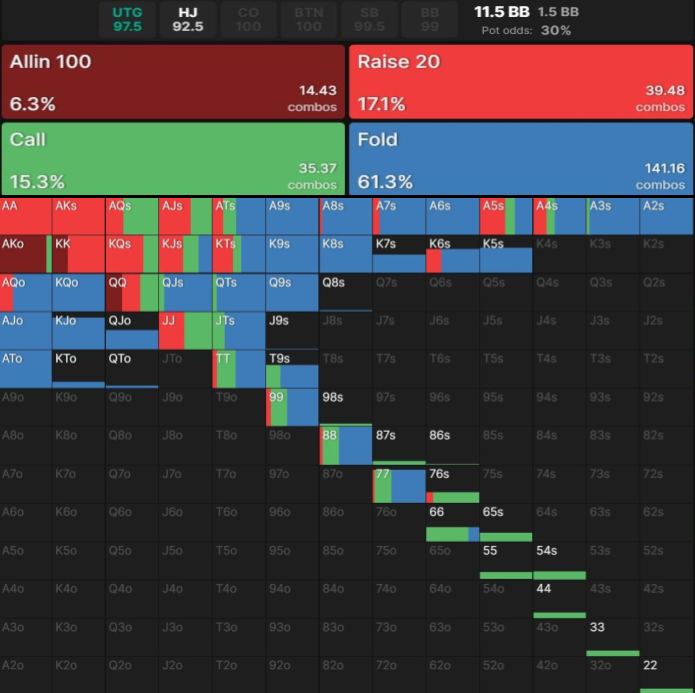 UTG HJ CO BTN SB BB 11.5 BB 1.5 BB
97.5 92.5 100 100 99.5 99 Pot odds: 30%
Allin 100 Raise 20
14.43 39.48
6.3% combos 17.1% combos
Call Fold
35.37 141.16
15.3% combos 61.3% combos
AA AKs AQs AJs ATs A9s A8s A7s A6s A5s A4s A3s A2s
AKo KK KQs KJs KTs K9s K8s K7s K6s K5s K4s K3s K2s
AQo KQo QQ QJs QTs Q9s Q8s Q7s Q6s Q5s Q4s Q3s Q2s
AJo KJo QJo JJ JTs J9s J8s J7s J6s J5s J4s J3s J2s
ATo KTo QTo JTo TT T9s T8s T7s T6s T5s T4s T3s T2s
A9o K9o Q9o J9o T9o 99 98s 97s 96s 95s 94s 93s 92s
A8o K8o Q8o J8o T8o 98o 88 87s 86s 85s 84s 83s 82s
A7o K7o Q7o J7o T7o 97o 87o 77 76s 75s 74s 73s 72s
A6o K6o Q6o J6o T6o 96o 86o 76o 66 65s 64s 63s 62s
A5o K5o Q5o J5o T5o 95o 85o 75o 65o 55 54s 53s 52s
A4o K4o Q4o J4o T4o 94o 84o 74o 64o 54o 44 43s 42s
A3o K3o Q3o J3o T3o 93o 83o 73o 63o 53o 43o 33 32s
A2o K2o Q2o J2o T2o 92o 82o 72o 62o 52o 42o 32o 22